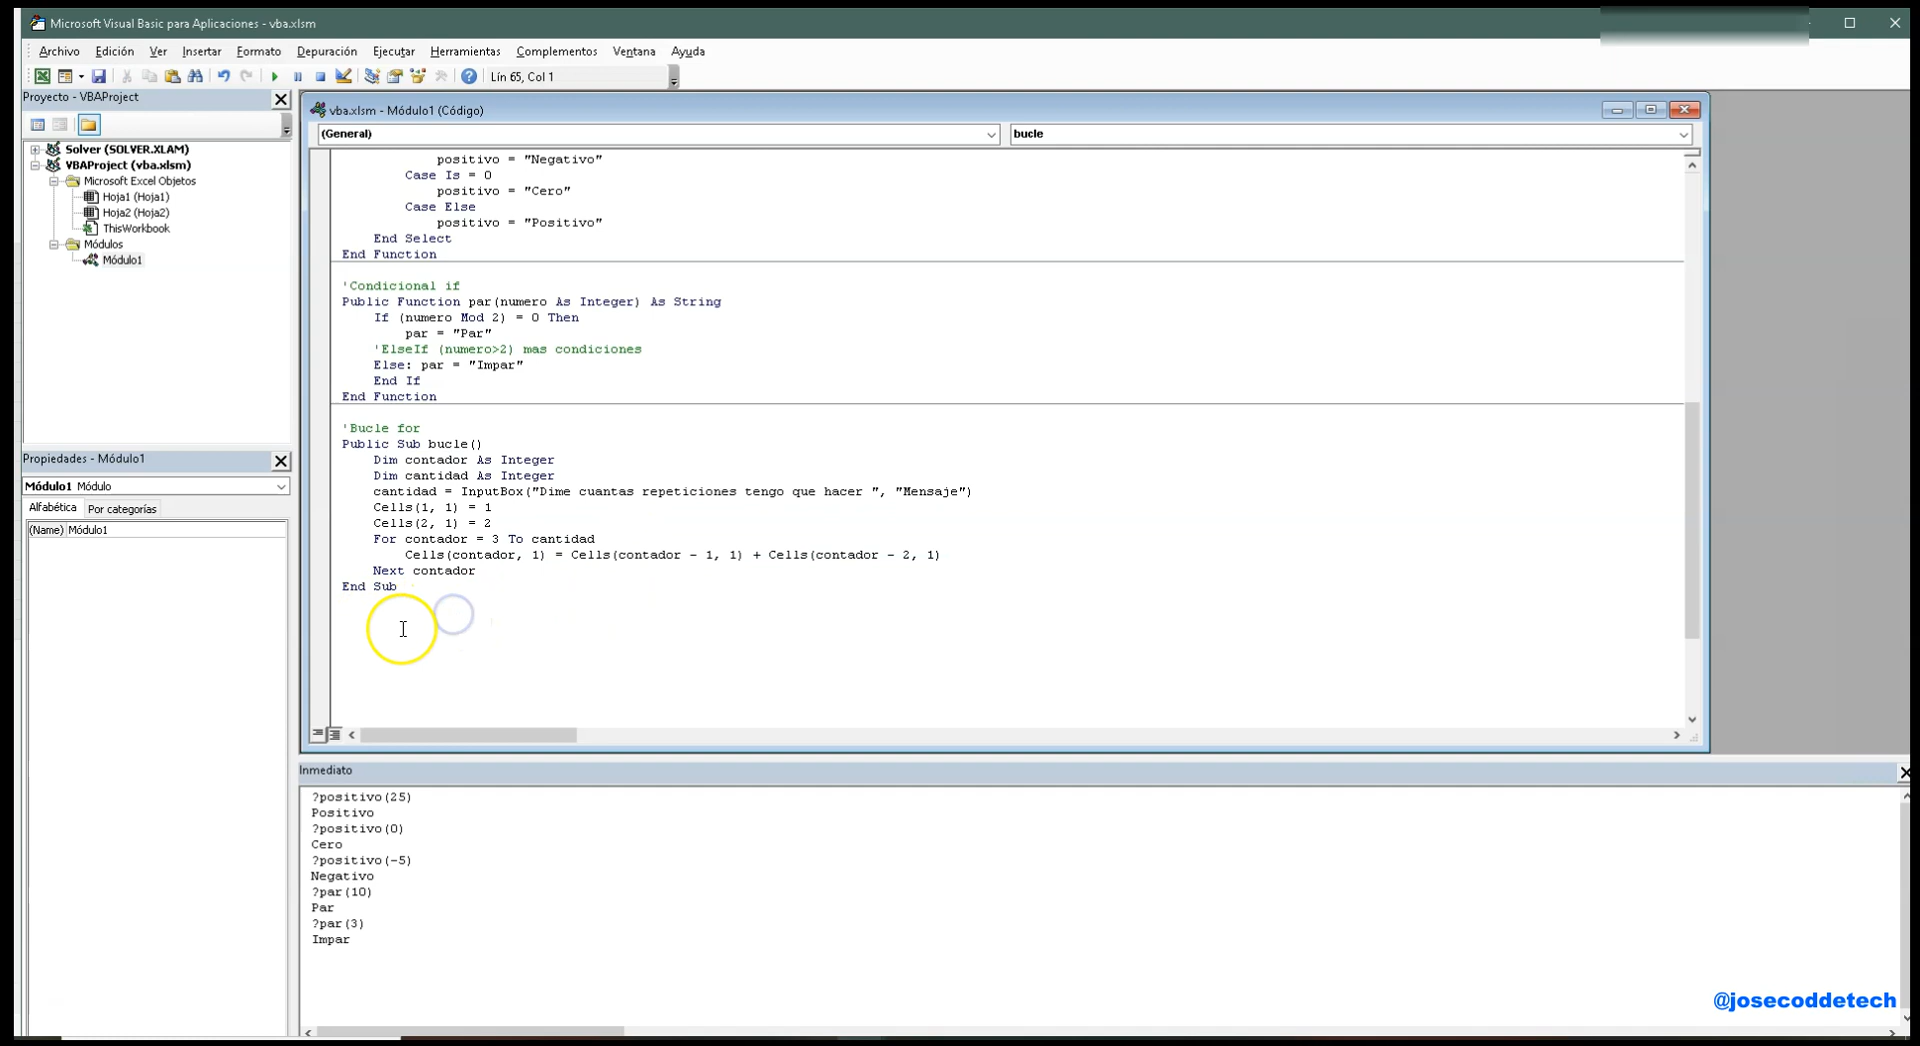 Microsoft Visual Basic para Aplicaciones - vba.xlsm
Archivo Edición Ver Insertar Formato Depuración Ejecutar Herramientas Complementos Ventana Ayuda
Lín 65, Col 1
Proyecto - VBAProject
Solver (SOLVER.XLAM)
VBAProject (vba.xlsm)
Microsoft Excel Objetos
Hoja1 (Hoja1)
Hoja2 (Hoja2)
ThisWorkbook
Módulos
Módulo1
Propiedades - Módulo1
Módulo1 Módulo
Alfabética Por categorías
(Name) Módulo1
vba.xlsm - Módulo1 (Código)
(General) bucle
positivo = "Negativo"
Case Is = 0
positivo = "Cero"
Case Else
positivo = "Positivo"
End Select
End Function
'Condicional if
Public Function par(numero As Integer) As String
If (numero Mod 2) = 0 Then
par = "Par"
'ElseIf (numero>2) mas condiciones
Else: par = "Impar"
End If
End Function
'Bucle for
Public Sub bucle()
Dim contador As Integer
Dim cantidad As Integer
cantidad = InputBox("Dime cuantas repeticiones tengo que hacer ", "Mensaje")
Cells(1, 1) = 1
Cells(2, 1) = 2
For contador = 3 To cantidad
Cells(contador, 1) = Cells(contador - 1, 1) + Cells(contador - 2, 1)
Next contador
End Sub
Inmediato
?positivo(25)
Positivo
?positivo(0)
Cero
?positivo(-5)
Negativo
?par(10)
Par
?par(3)
Impar
@josecoddetech